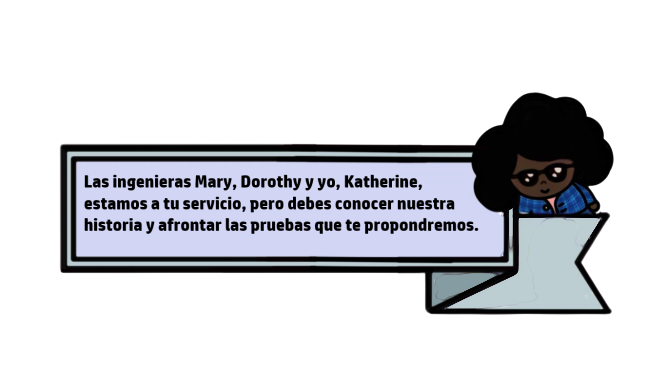 Las ingenieras Mary, Dorothy y yo, Katherine,
estamos a tu servicio, pero debes conocer nuestra
historia y afrontar las pruebas que te propondremos.